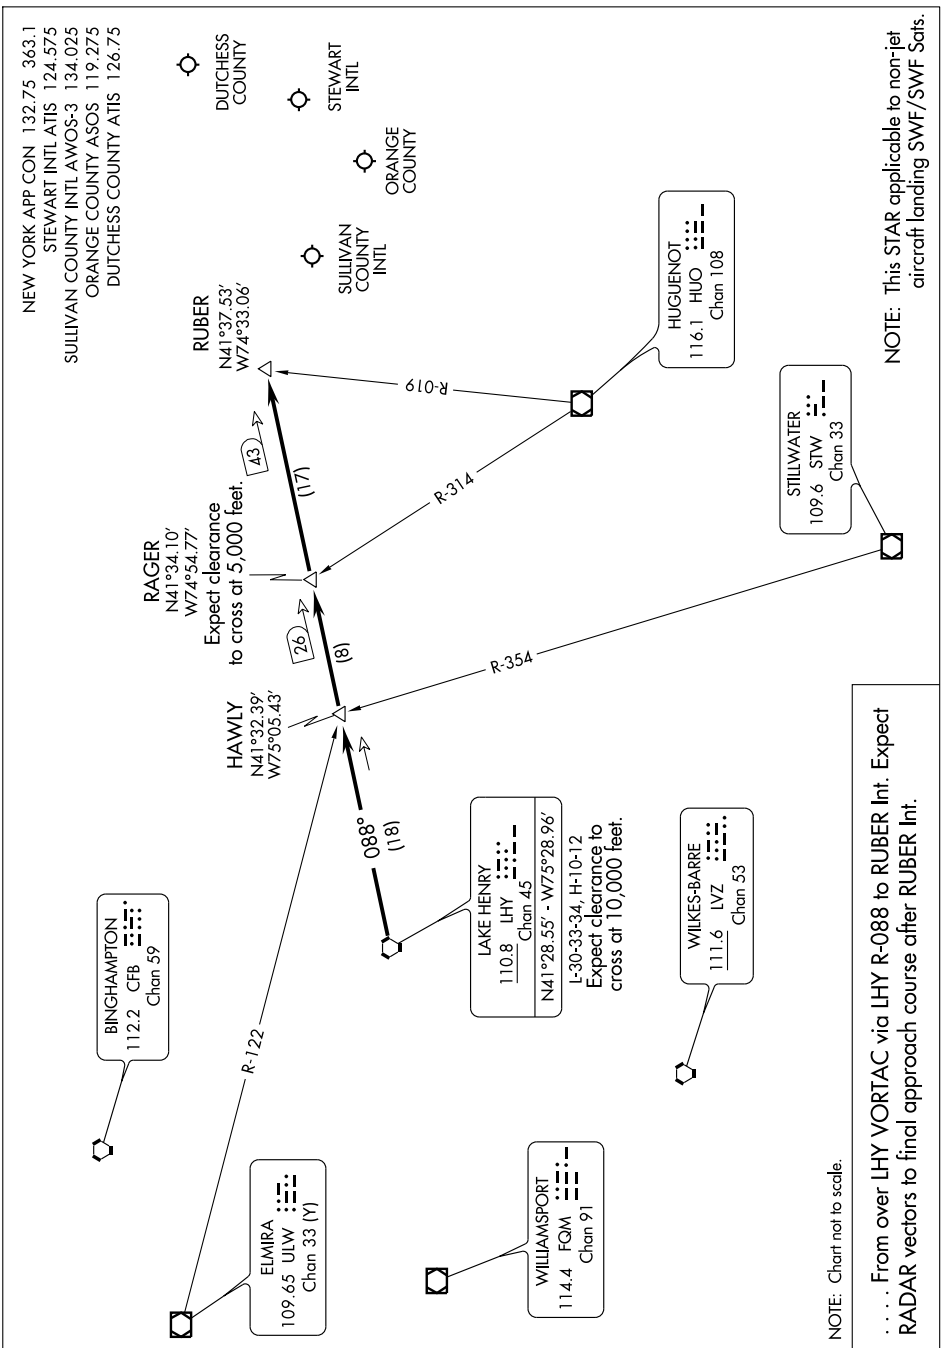 NEW YORK APP CON 132.75 363.1
STEWART INTL ATIS 124.575
SULLIVAN COUNTY INTL AWOS-3 134.025
ORANGE COUNTY ASOS 119.275
DUTCHESS COUNTY ATIS 126.75
DUTCHESS
COUNTY
STEWART
INTL
ORANGE
COUNTY
SULLIVAN
COUNTY
INTL
RUBER
N41°37.53′
W74°33.06′
43
(17)
R-019
RAGER
N41°34.10′
W74°54.77′
Expect clearance
to cross at 5,000 feet.
26
(8)
R-314
HUGUENOT
116.1 HUO
Chan 108
HAWLY
N41°32.39′
W75°05.43′
R-354
STILLWATER
109.6 STW
Chan 33
088°
(18)
LAKE HENRY
110.8 LHY
Chan 45
N41°28.55′ - W75°28.96′
L-30-33-34, H-10-12
Expect clearance to
cross at 10,000 feet.
BINGHAMPTON
112.2 CFB
Chan 59
R-122
WILKES-BARRE
111.6 LVZ
Chan 53
ELMIRA
109.65 ULW
Chan 33 (Y)
WILLIAMSPORT
114.4 FQM
Chan 91
NOTE: This STAR applicable to non-jet
aircraft landing SWF/SWF Sats.
NOTE: Chart not to scale.
. . . . From over LHY VORTAC via LHY R-088 to RUBER Int. Expect
RADAR vectors to final approach course after RUBER Int.